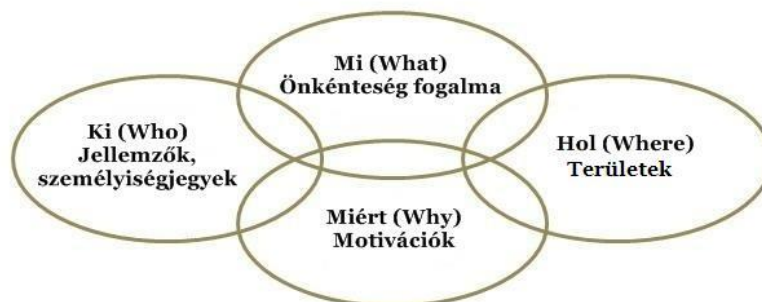 Mi (What)
Önkénteség fogalma
Ki (Who)
Jellemzők,
személyiségjegyek
Hol (Where)
Területek
Miért (Why)
Motivációk